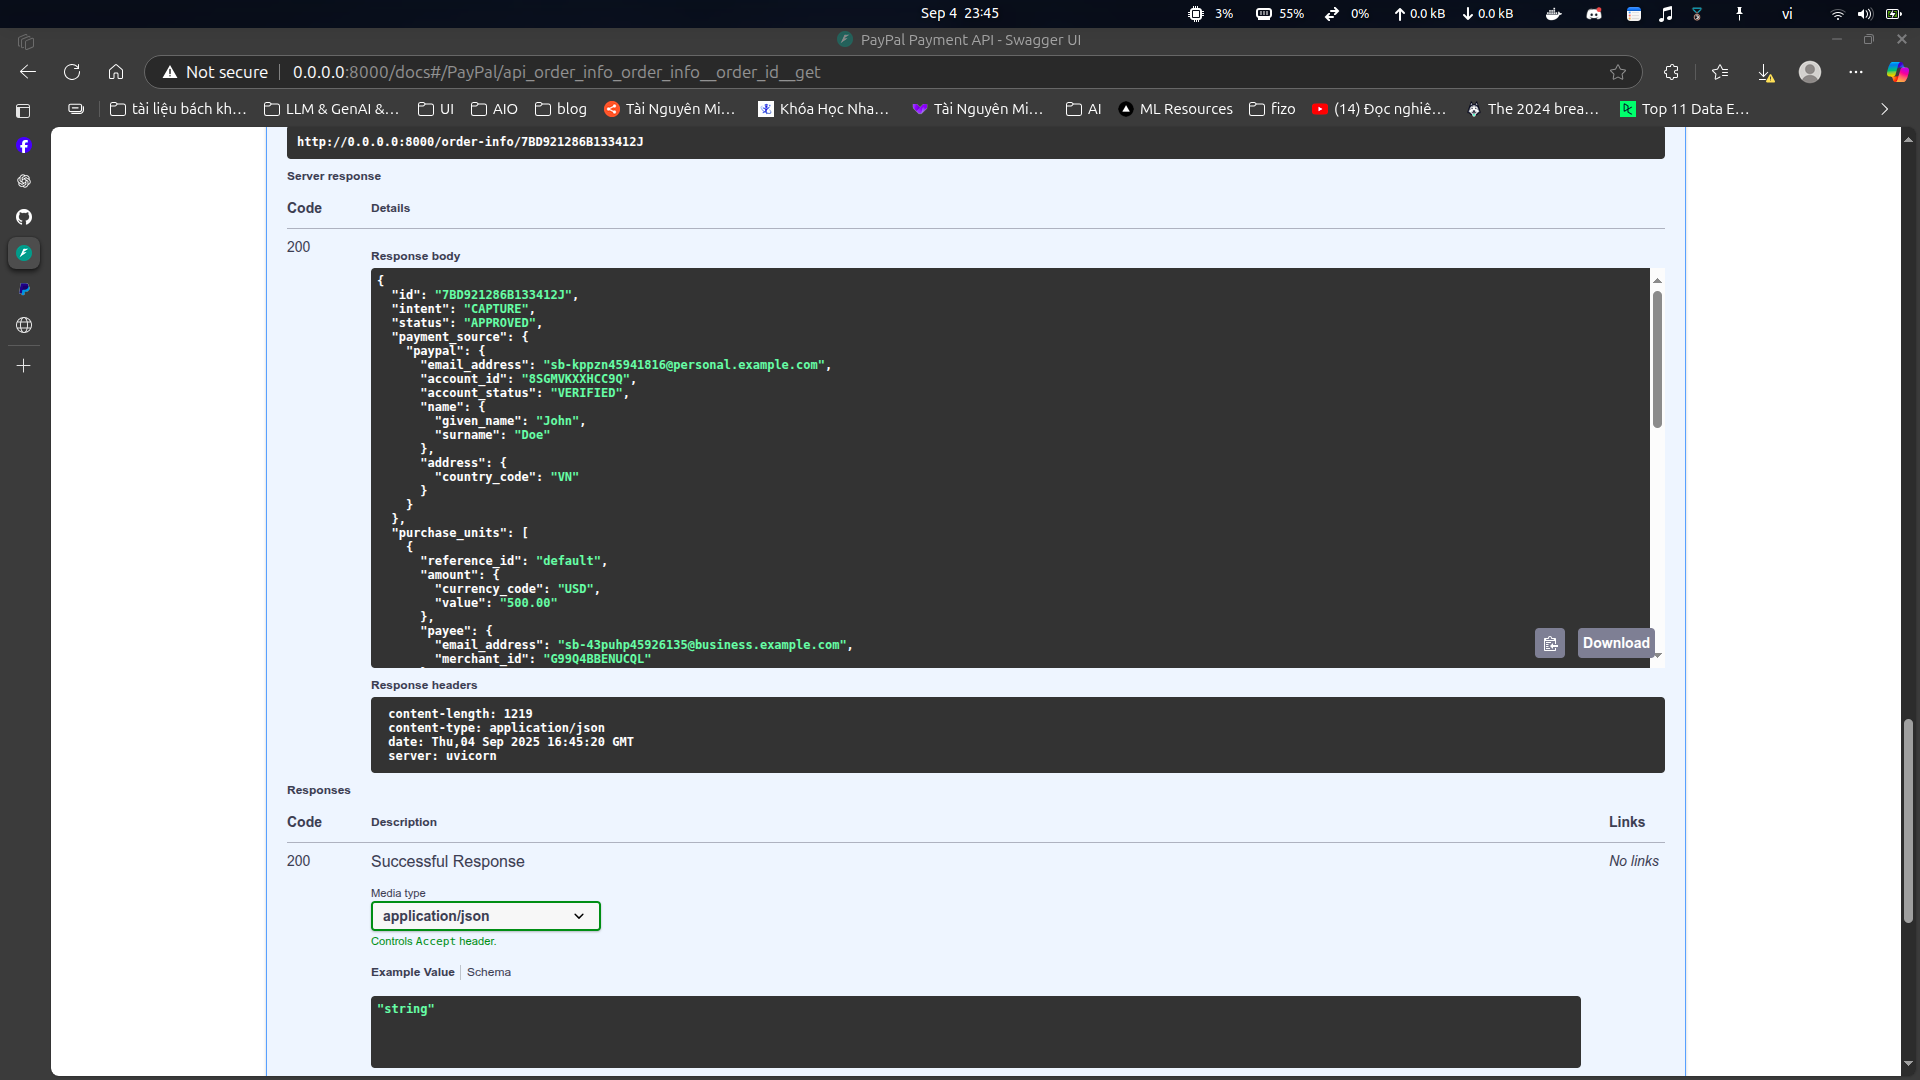 Sep 4 23:45
3%
55%
0%
0.0 kB
0.0 kB
vi
PayPal Payment API - Swagger UI
Not secure
0.0.0.0:8000/docs#/PayPal/api_order_info_order_info__order_id__get
tài liệu bách kh...
LLM & GenAI &...
UI
AIO
blog
Tài Nguyên Mi...
Khóa Học Nha...
Tài Nguyên Mi...
AI
ML Resources
fizo
(14) Đọc nghiê...
The 2024 brea...
Top 11 Data E...
http://0.0.0.0:8000/order-info/7BD921286B133412J
Server response
Code Details
200
Response body
{
"id": "7BD921286B133412J",
"intent": "CAPTURE",
"status": "APPROVED",
"payment_source": {
"paypal": {
"email_address": "sb-kppzn45941816@personal.example.com",
"account_id": "8SGMVKXXHCC9Q",
"account_status": "VERIFIED",
"name": {
"given_name": "John",
"surname": "Doe"
},
"address": {
"country_code": "VN"
}
}
},
"purchase_units": [
{
"reference_id": "default",
"amount": {
"currency_code": "USD",
"value": "500.00"
},
"payee": {
"email_address": "sb-43puhp45926135@business.example.com",
"merchant_id": "G99Q4BBENUCQL"
Download
Response headers
content-length: 1219
content-type: application/json
date: Thu,04 Sep 2025 16:45:20 GMT
server: uvicorn
Responses
Code Description Links
200 Successful Response No links
Media type
application/json
Controls Accept header.
Example Value Schema
"string"